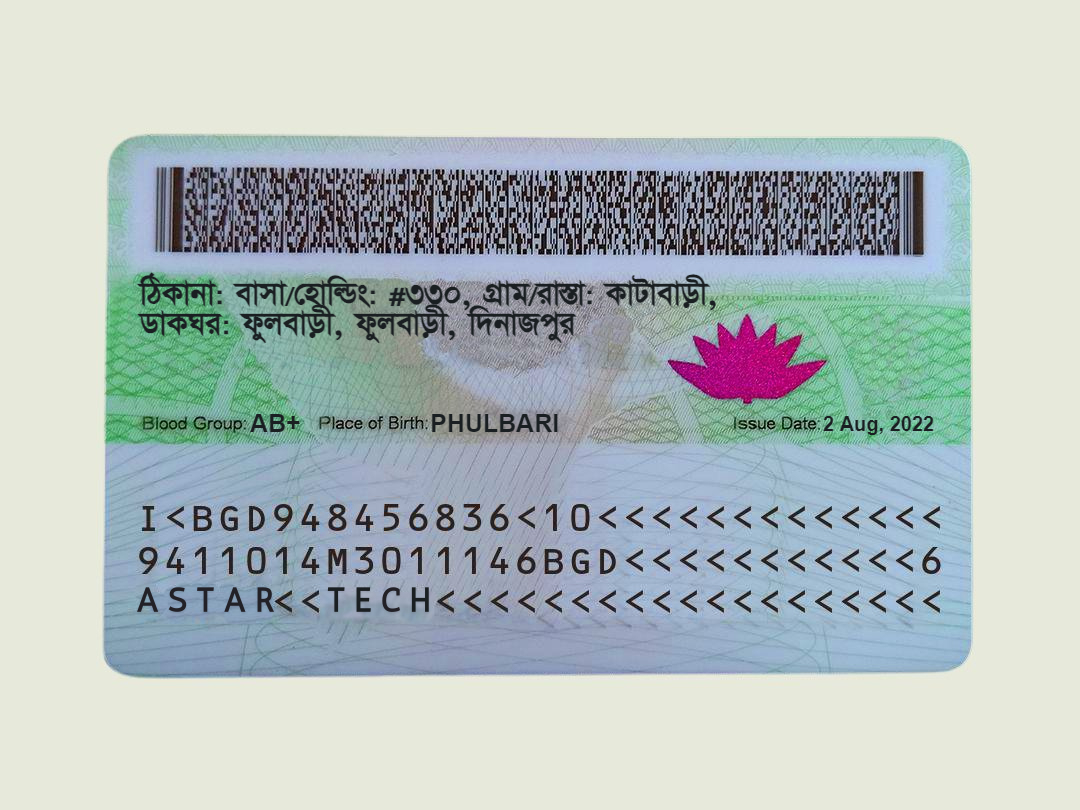 ঠিকানা: বাসা/হোল্ডিং: #৩৩০, গ্রাম/রাস্তা: কাটাবাড়ী,
ডাকঘর: ফুলবাড়ী, ফুলবাড়ী, দিনাজপুর
Blood Group: AB+ Place of Birth: PHULBARI Issue Date: 2 Aug, 2022
I<BGD948456836<10<<<<<<<<<<<<<
9411014M3011146BGD<<<<<<<<<<<6
ASTAR<<TECH<<<<<<<<<<<<<<<<<<<